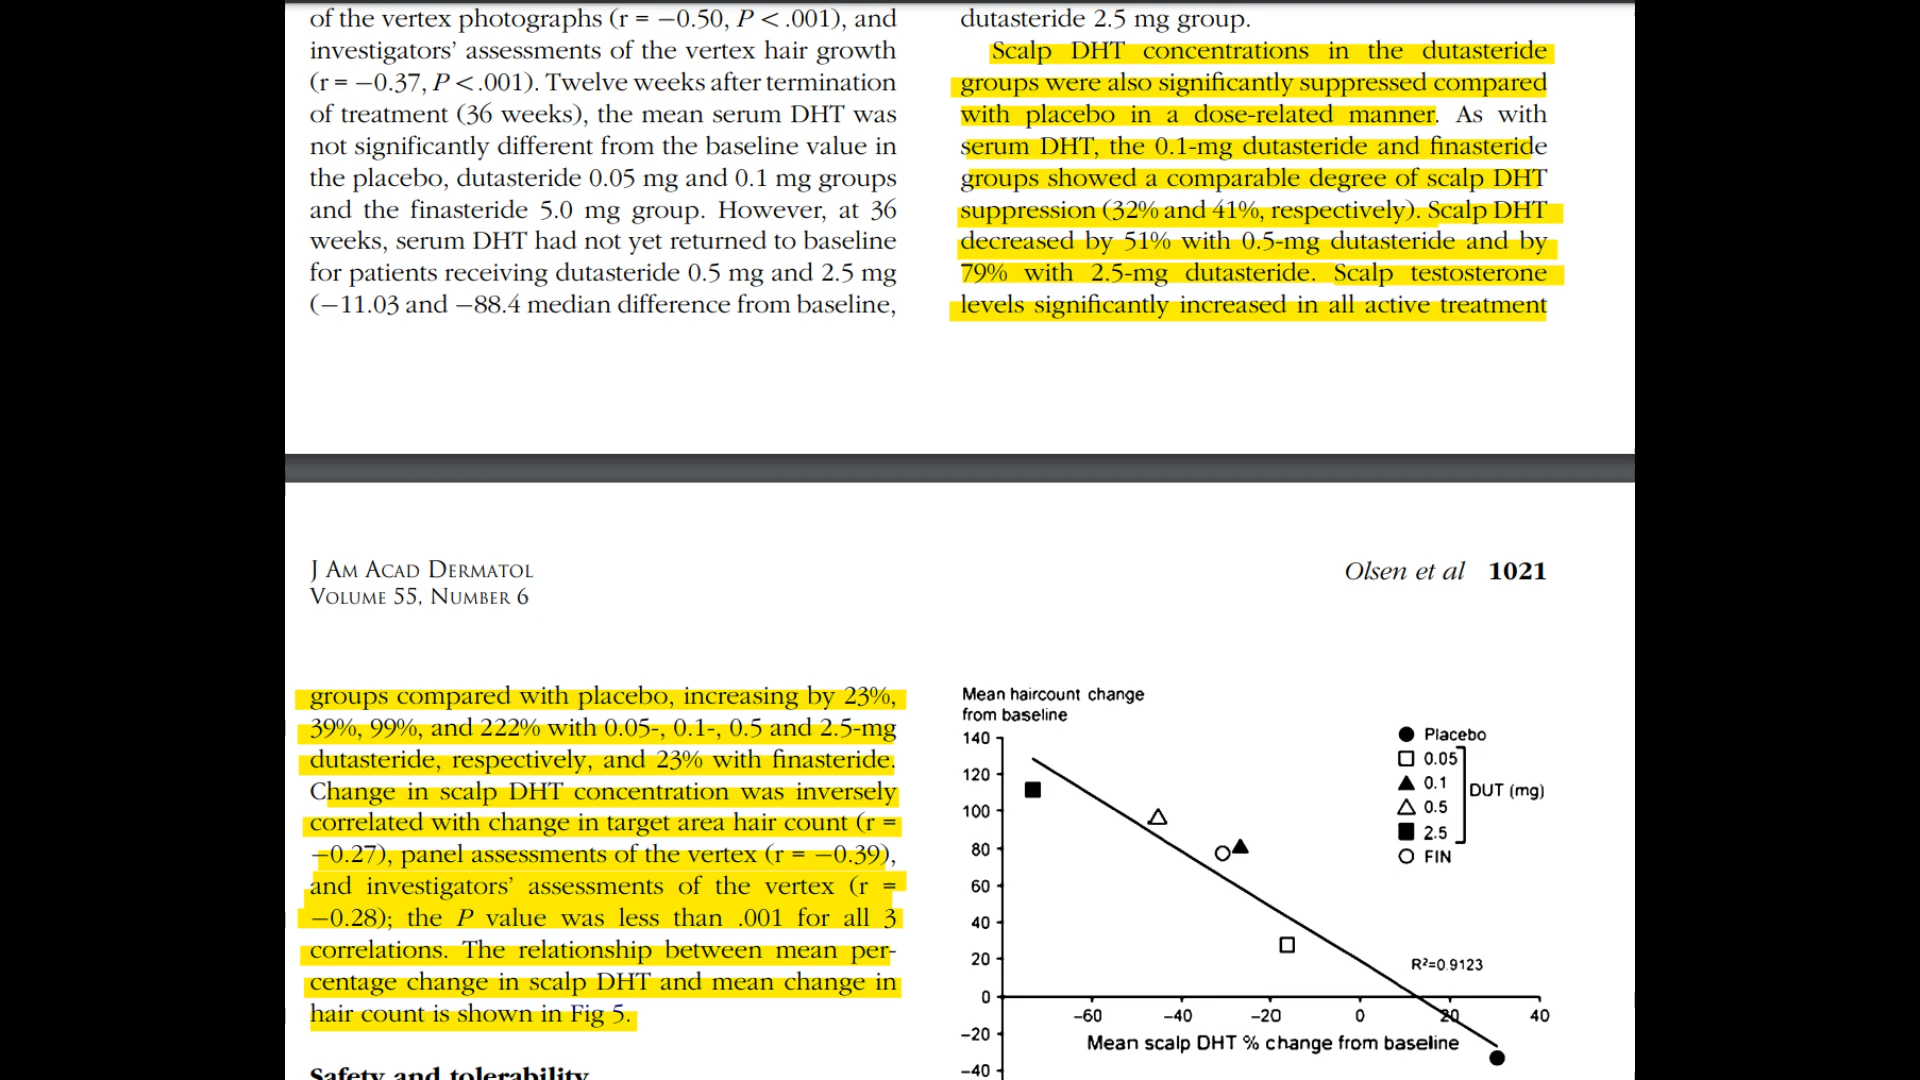 of the vertex photographs (r = −0.50, P < .001), and
investigators’ assessments of the vertex hair growth
(r = −0.37, P < .001). Twelve weeks after termination
of treatment (36 weeks), the mean serum DHT was
not significantly different from the baseline value in
the placebo, dutasteride 0.05 mg and 0.1 mg groups
and the finasteride 5.0 mg group. However, at 36
weeks, serum DHT had not yet returned to baseline
for patients receiving dutasteride 0.5 mg and 2.5 mg
(−11.03 and −88.4 median difference from baseline,
dutasteride 2.5 mg group.
Scalp DHT concentrations in the dutasteride
groups were also significantly suppressed compared
with placebo in a dose-related manner. As with
serum DHT, the 0.1-mg dutasteride and finasteride
groups showed a comparable degree of scalp DHT
suppression (32% and 41%, respectively). Scalp DHT
decreased by 51% with 0.5-mg dutasteride and by
79% with 2.5-mg dutasteride. Scalp testosterone
levels significantly increased in all active treatment
J AM ACAD DERMATOL
VOLUME 55, NUMBER 6
Olsen et al 1021
groups compared with placebo, increasing by 23%,
39%, 99%, and 222% with 0.05-, 0.1-, 0.5 and 2.5-mg
dutasteride, respectively, and 23% with finasteride.
Change in scalp DHT concentration was inversely
correlated with change in target area hair count (r =
−0.27), panel assessments of the vertex (r = −0.39),
and investigators’ assessments of the vertex (r =
−0.28); the P value was less than .001 for all 3
correlations. The relationship between mean per-
centage change in scalp DHT and mean change in
hair count is shown in Fig 5.
Safety and tolerability
Mean haircount change
from baseline
140
120
100
80
60
40
20
0
−20
−40
−60 −40 −20 0 20 40
Mean scalp DHT % change from baseline
R²=0.9123
Placebo
0.05
0.1
0.5
2.5
DUT (mg)
FIN